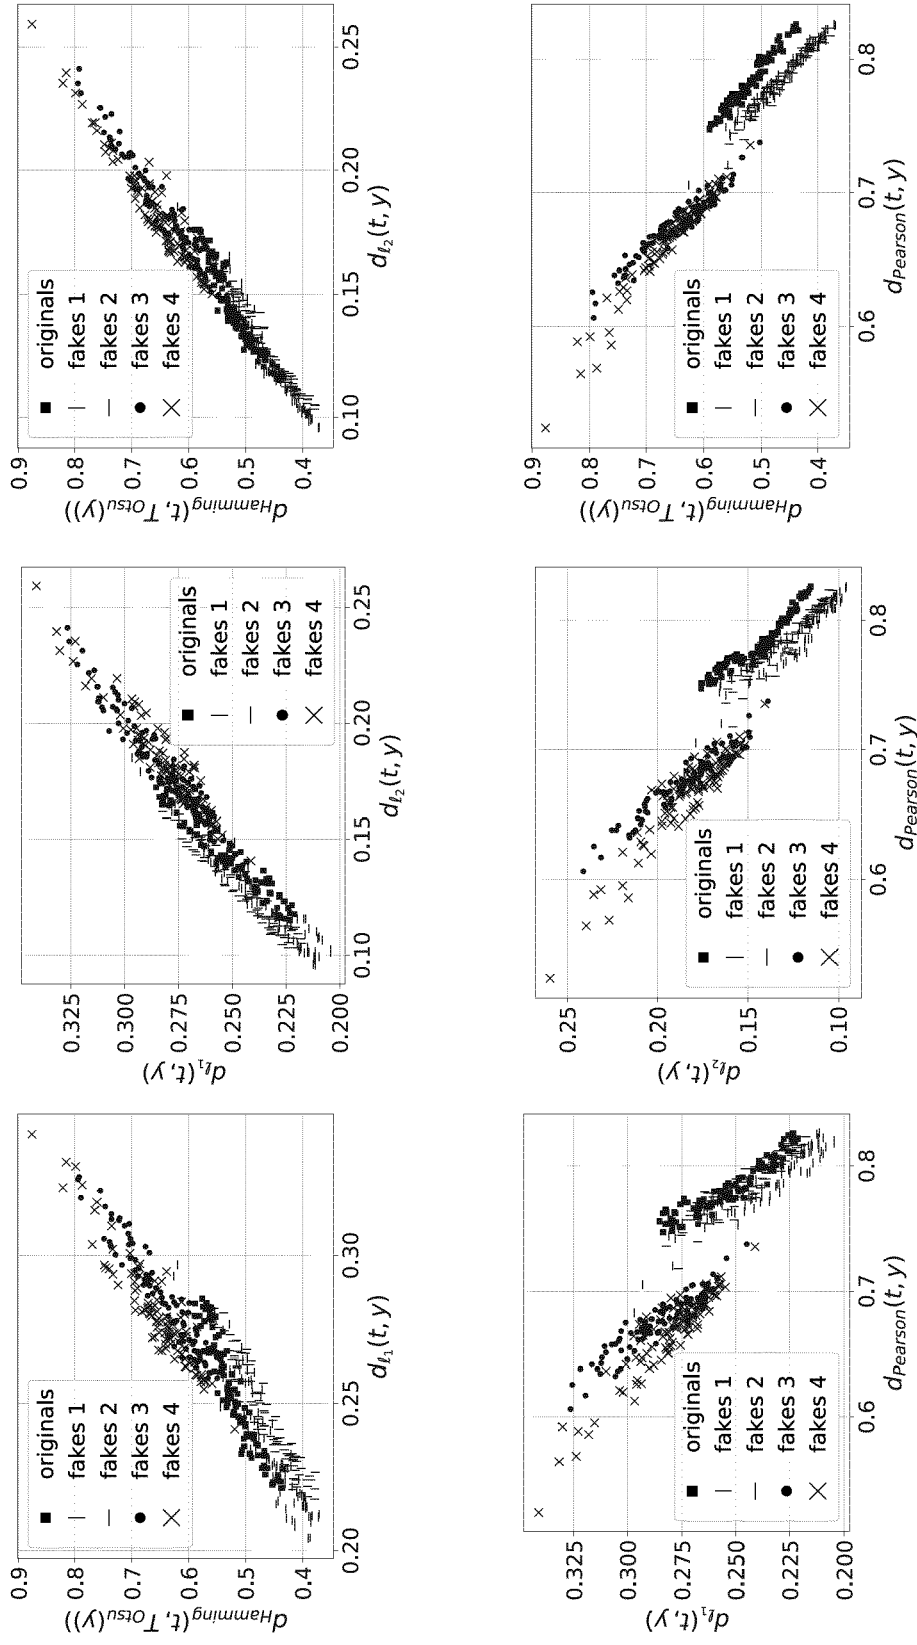 d_Hamming(t, T_Otsu(y))
0.9
0.8
0.7
0.6
0.5
0.4
originals
fakes 1
fakes 2
fakes 3
fakes 4
0.20
0.25
0.30
d_ℓ1(t, y)
d_ℓ1(t, y)
0.325
0.300
0.275
0.250
0.225
0.200
originals
fakes 1
fakes 2
fakes 3
fakes 4
0.10
0.15
0.20
0.25
d_ℓ2(t, y)
d_Hamming(t, T_Otsu(y))
0.9
0.8
0.7
0.6
0.5
0.4
originals
fakes 1
fakes 2
fakes 3
fakes 4
0.10
0.15
0.20
0.25
d_ℓ2(t, y)
d_ℓ1(t, y)
0.325
0.300
0.275
0.250
0.225
0.200
originals
fakes 1
fakes 2
fakes 3
fakes 4
0.6
0.7
0.8
d_Pearson(t, y)
d_ℓ2(t, y)
0.25
0.20
0.15
0.10
originals
fakes 1
fakes 2
fakes 3
fakes 4
0.6
0.7
0.8
d_Pearson(t, y)
d_Hamming(t, T_Otsu(y))
0.9
0.8
0.7
0.6
0.5
0.4
originals
fakes 1
fakes 2
fakes 3
fakes 4
0.6
0.7
0.8
d_Pearson(t, y)